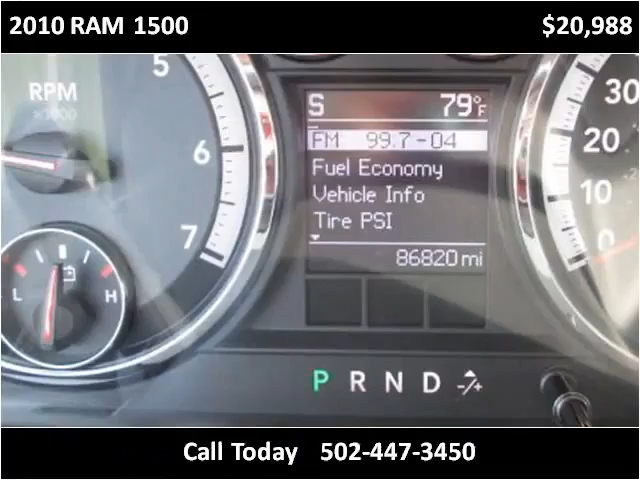 2010 RAM 1500 $20,988
RPM
5
6
7
L H
S 79°F
FM 99.7-04
Fuel Economy
Vehicle Info
Tire PSI
86820 mi
30
20
10
0
P R N D -/+
Call Today 502-447-3450